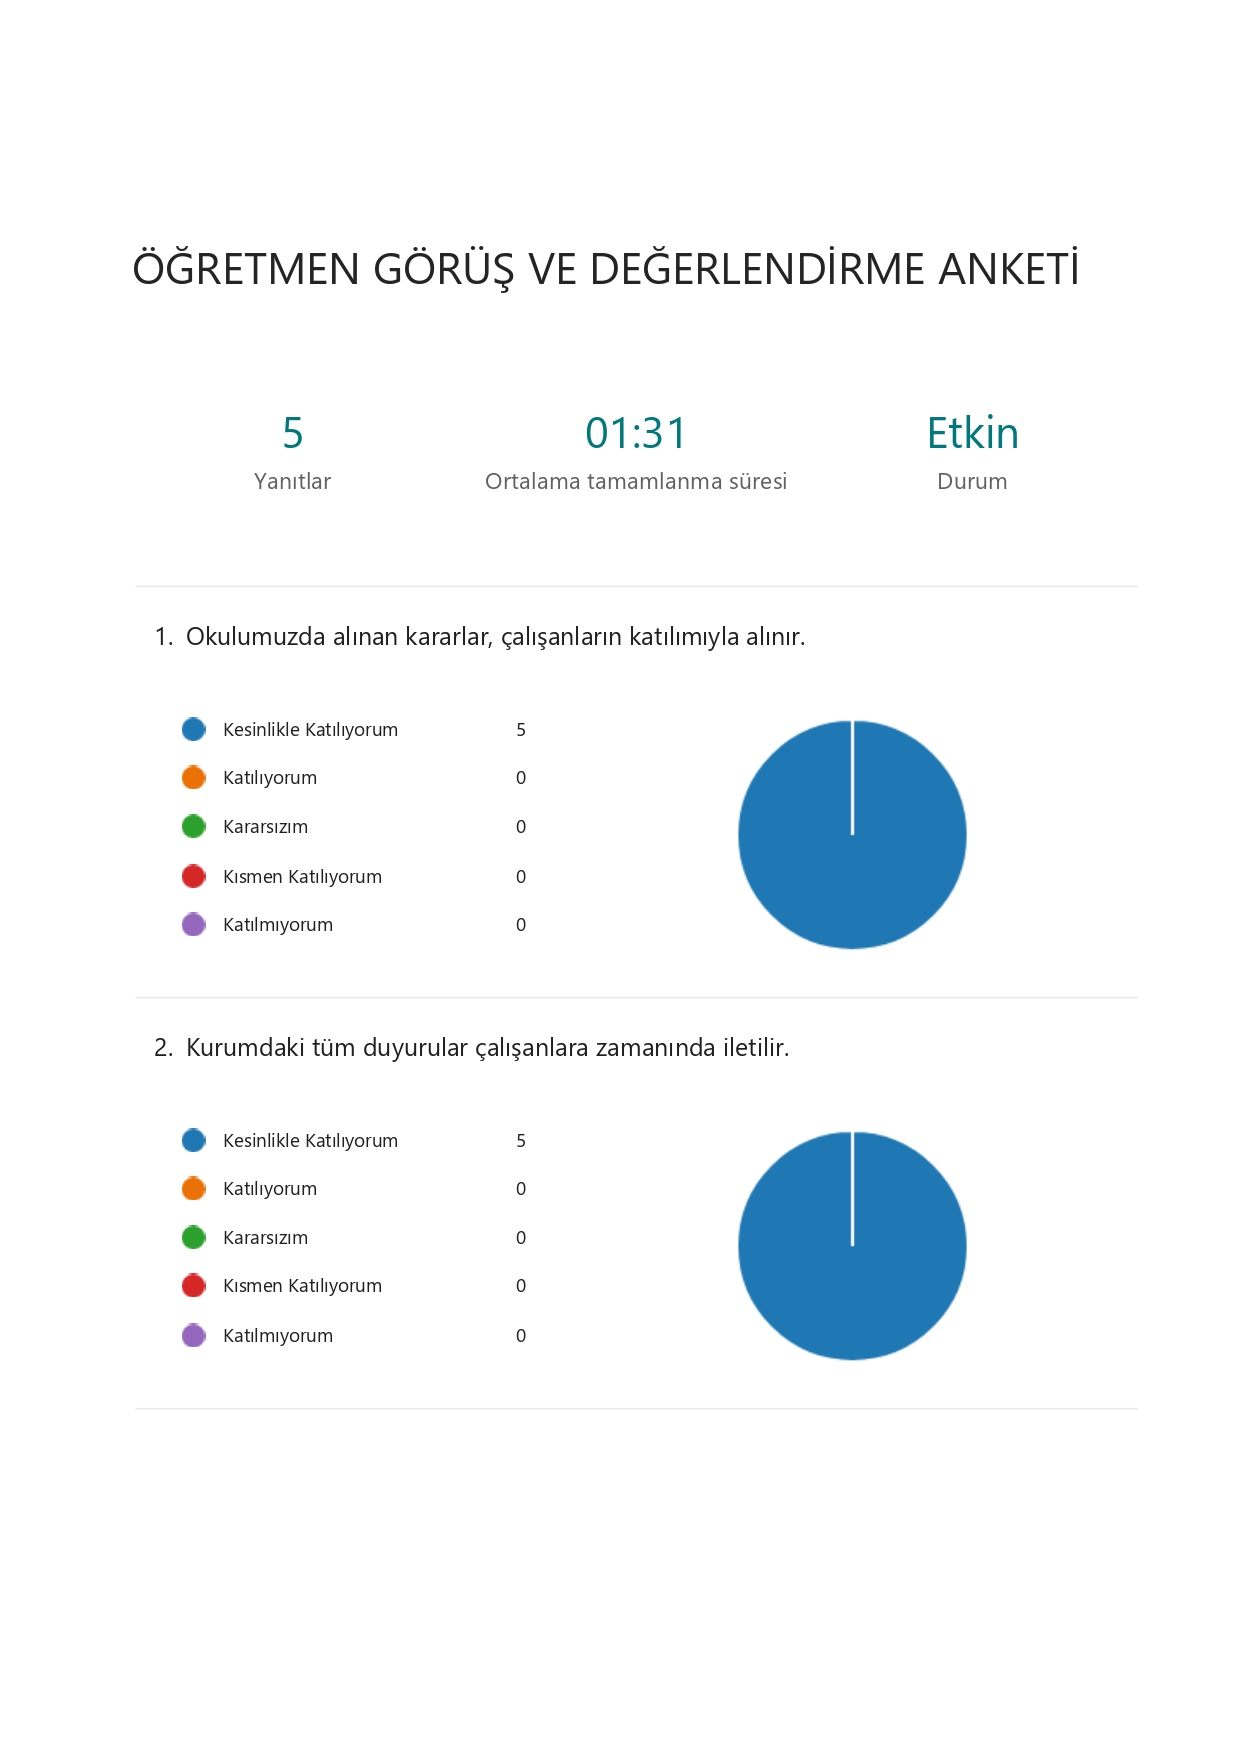 ÖĞRETMEN GÖRÜŞ VE DEĞERLENDİRME ANKETİ
5 01:31 Etkin
Yanıtlar Ortalama tamamlanma süresi Durum
1. Okulumuzda alınan kararlar, çalışanların katılımıyla alınır.
Kesinlikle Katılıyorum 5
Katılıyorum 0
Kararsızım 0
Kısmen Katılıyorum 0
Katılmıyorum 0
2. Kurumdaki tüm duyurular çalışanlara zamanında iletilir.
Kesinlikle Katılıyorum 5
Katılıyorum 0
Kararsızım 0
Kısmen Katılıyorum 0
Katılmıyorum 0